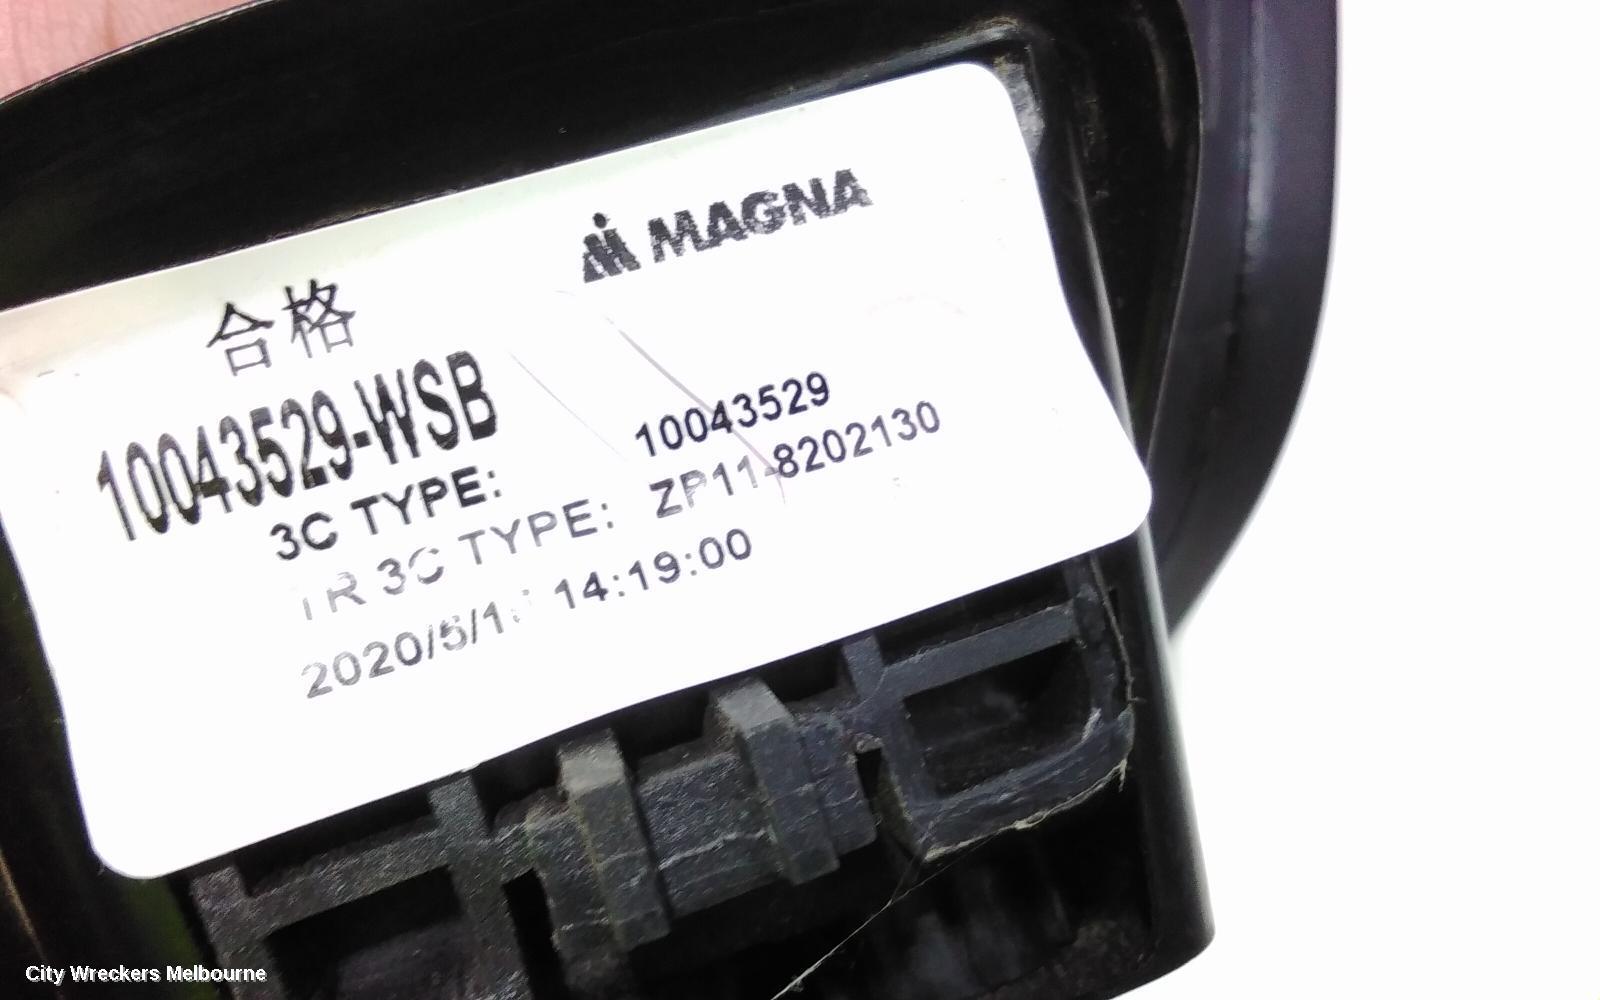 MAGNA
合格
10043529-WSB
3C TYPE: 10043529
TR 3C TYPE: ZP11-8202130
14:19:00
City Wreckers Melbourne